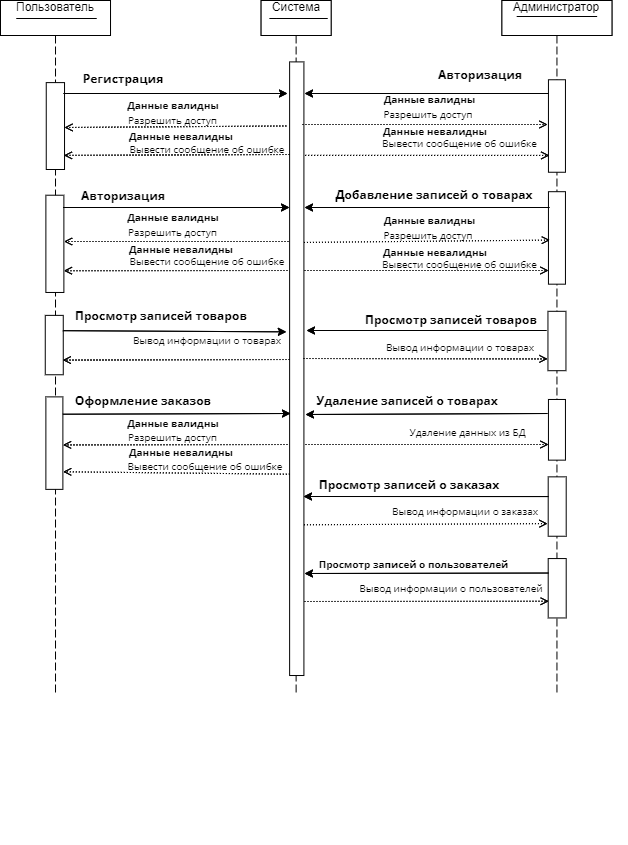 Пользователь
Система
Администратор
Регистрация
Авторизация
Данные валидны
Разрешить доступ
Данные невалидны
Вывести сообщение об ошибке
Данные валидны
Разрешить доступ
Данные невалидны
Вывести сообщение об ошибке
Авторизация
Добавление записей о товарах
Данные валидны
Разрешить доступ
Данные невалидны
Вывести сообщение об ошибке
Данные валидны
Разрешить доступ
Данные невалидны
Вывести сообщение об ошибке
Просмотр записей товаров
Просмотр записей товаров
Вывод информации о товарах
Вывод информации о товарах
Оформление заказов
Удаление записей о товарах
Данные валидны
Разрешить доступ
Данные невалидны
Вывести сообщение об ошибке
Удаление данных из БД
Просмотр записей о заказах
Вывод информации о заказах
Просмотр записей о пользователей
Вывод информации о пользователей